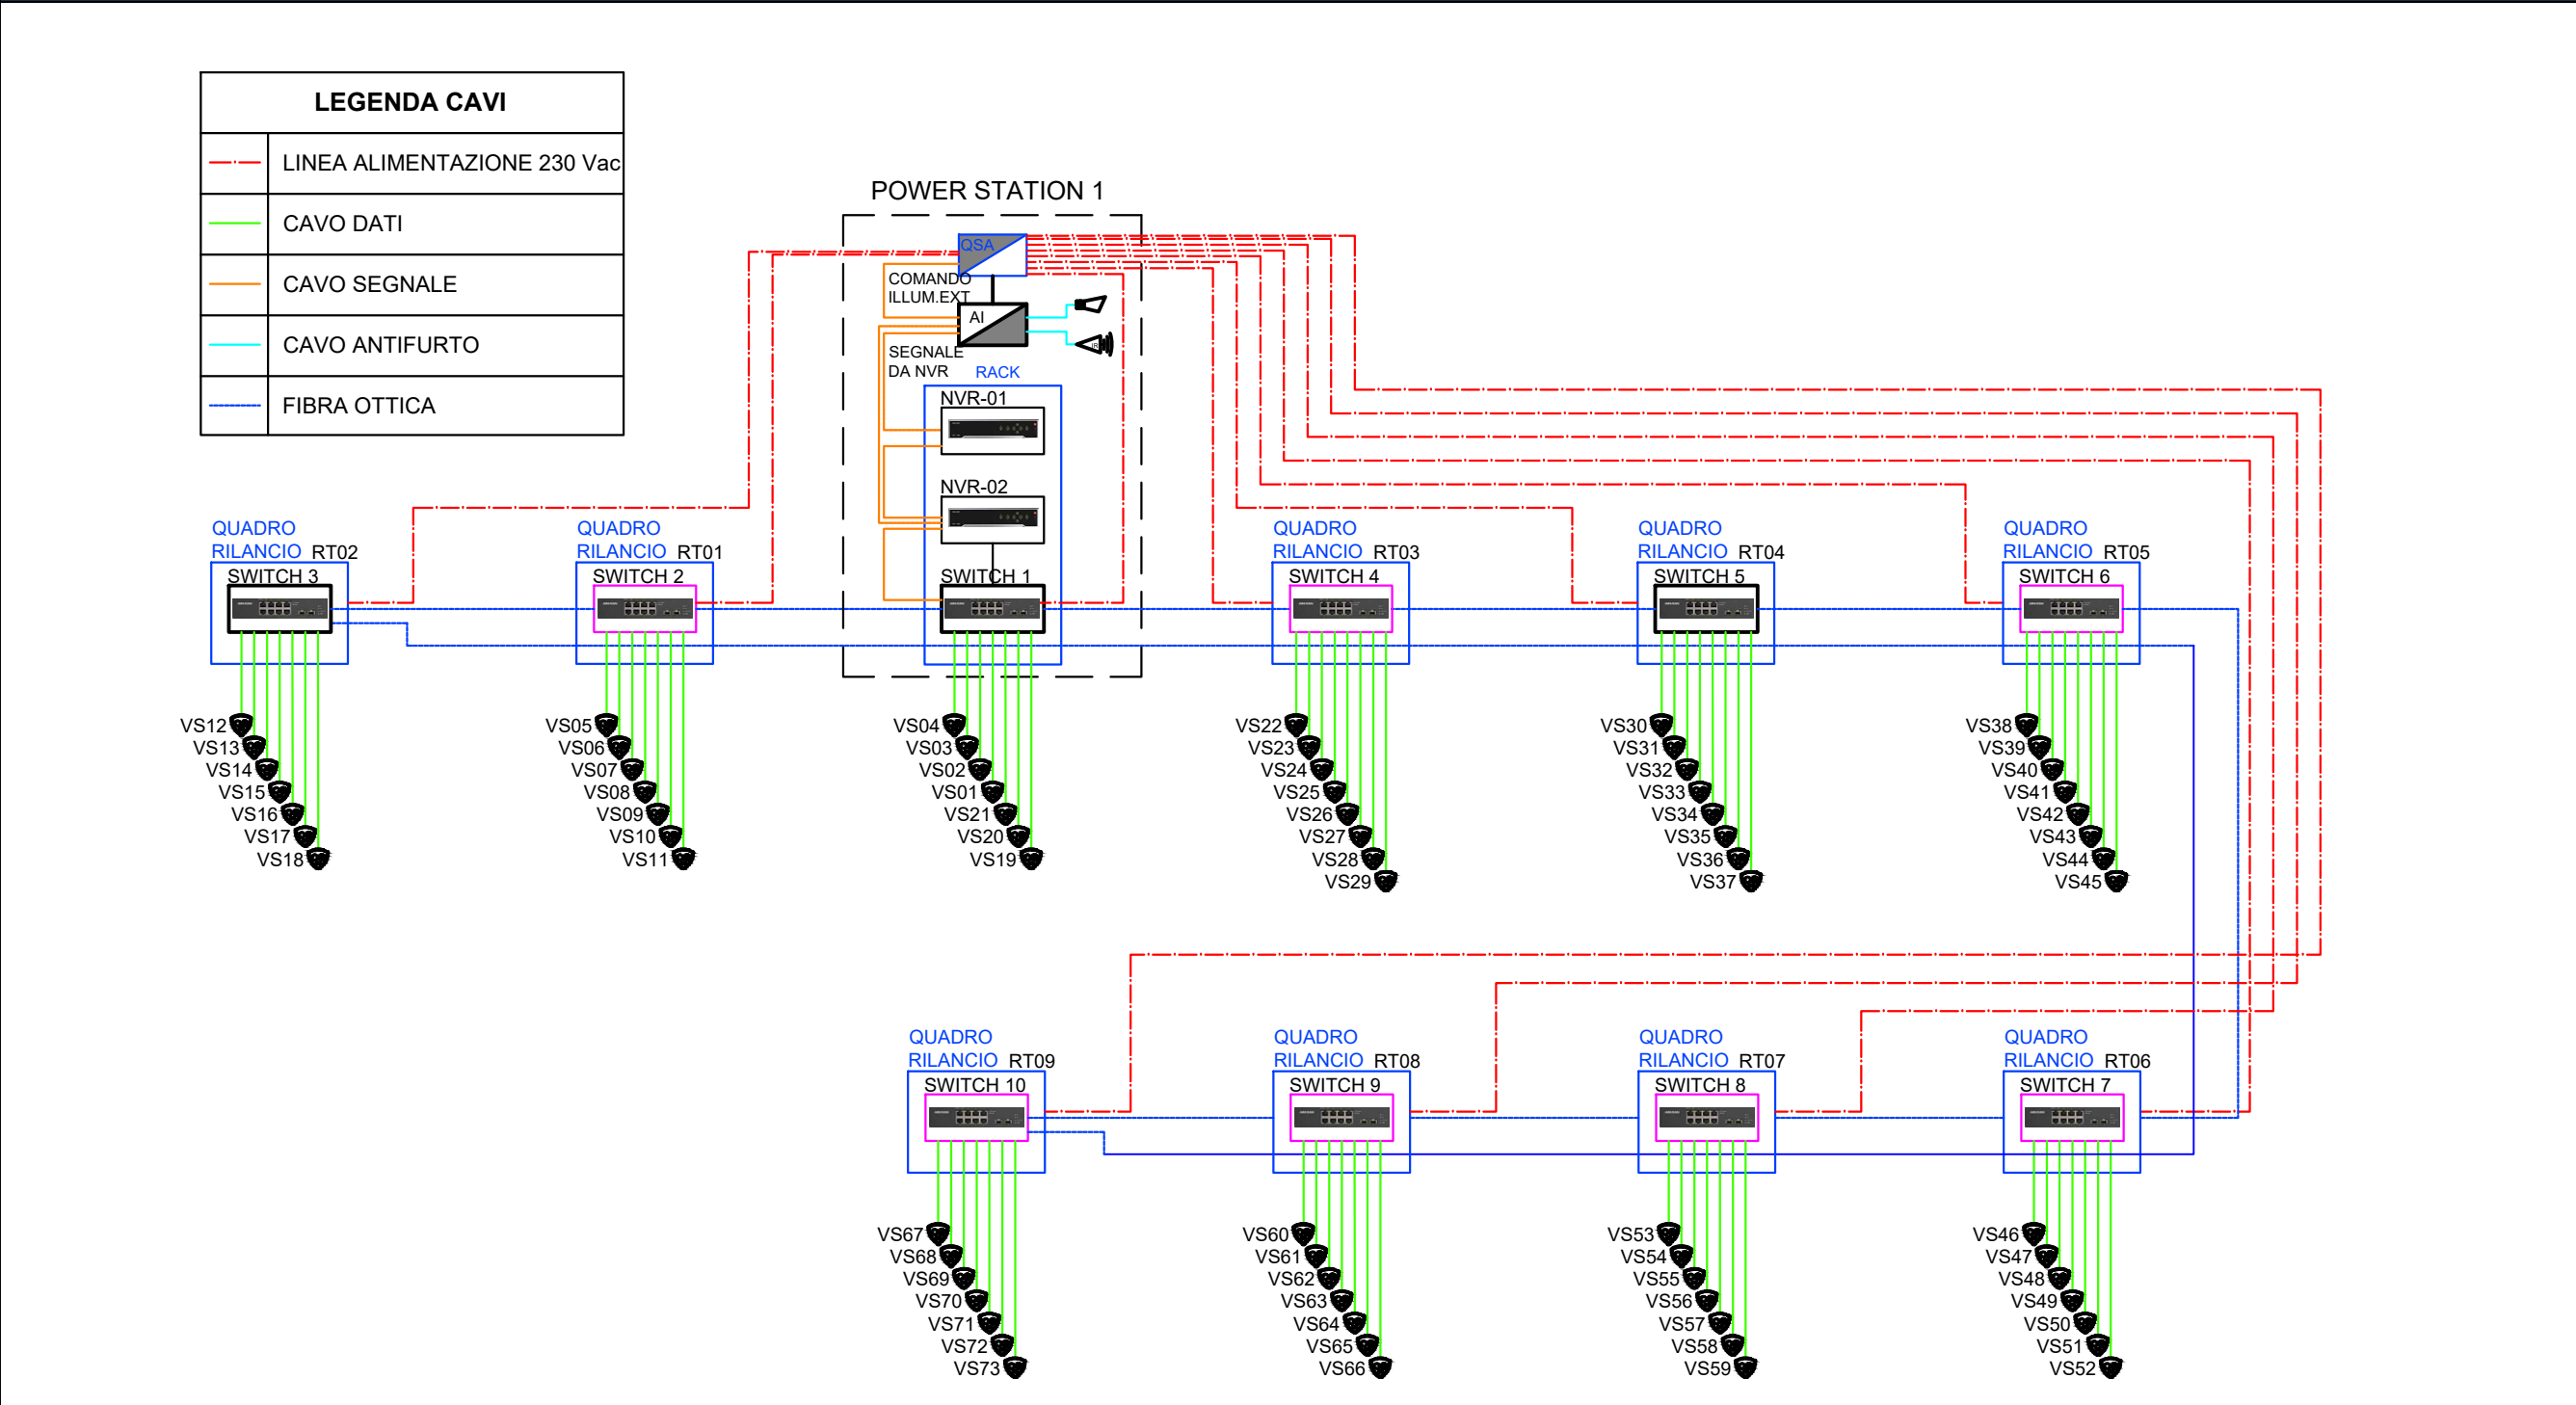 LEGENDA CAVI
LINEA ALIMENTAZIONE 230 Vac
CAVO DATI
CAVO SEGNALE
CAVO ANTIFURTO
FIBRA OTTICA
POWER STATION 1
QSA
COMANDO
ILLUM.EXT
AI
IR
SEGNALE
DA NVR
RACK
NVR-01
NVR-02
QUADRO
RILANCIO RT02
SWITCH 3
QUADRO
RILANCIO RT01
SWITCH 2
SWITCH 1
QUADRO
RILANCIO RT03
SWITCH 4
QUADRO
RILANCIO RT04
SWITCH 5
QUADRO
RILANCIO RT05
SWITCH 6
VS12
VS13
VS14
VS15
VS16
VS17
VS18
VS05
VS06
VS07
VS08
VS09
VS10
VS11
VS04
VS03
VS02
VS01
VS21
VS20
VS19
VS22
VS23
VS24
VS25
VS26
VS27
VS28
VS29
VS30
VS31
VS32
VS33
VS34
VS35
VS36
VS37
VS38
VS39
VS40
VS41
VS42
VS43
VS44
VS45
QUADRO
RILANCIO RT09
SWITCH 10
QUADRO
RILANCIO RT08
SWITCH 9
QUADRO
RILANCIO RT07
SWITCH 8
QUADRO
RILANCIO RT06
SWITCH 7
VS67
VS68
VS69
VS70
VS71
VS72
VS73
VS60
VS61
VS62
VS63
VS64
VS65
VS66
VS53
VS54
VS55
VS56
VS57
VS58
VS59
VS46
VS47
VS48
VS49
VS50
VS51
VS52